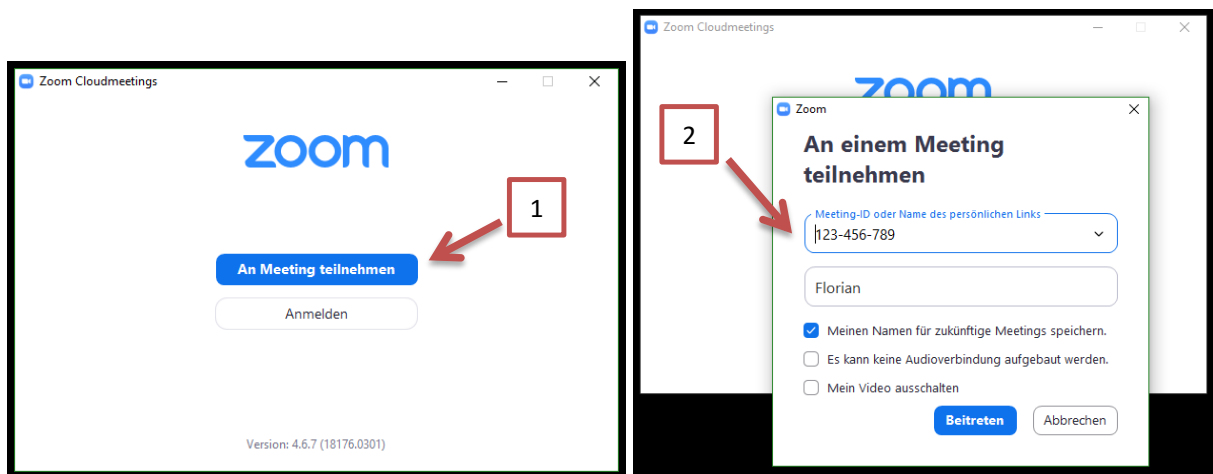 Zoom Cloudmeetings
zoom
1
An Meeting teilnehmen
Anmelden
Version: 4.6.7 (18176.0301)
Zoom Cloudmeetings
zoom
2
Zoom
An einem Meeting
teilnehmen
Meeting-ID oder Name des persönlichen Links
123-456-789
Florian
Meinen Namen für zukünftige Meetings speichern.
Es kann keine Audioverbindung aufgebaut werden.
Mein Video ausschalten
Beitreten Abbrechen